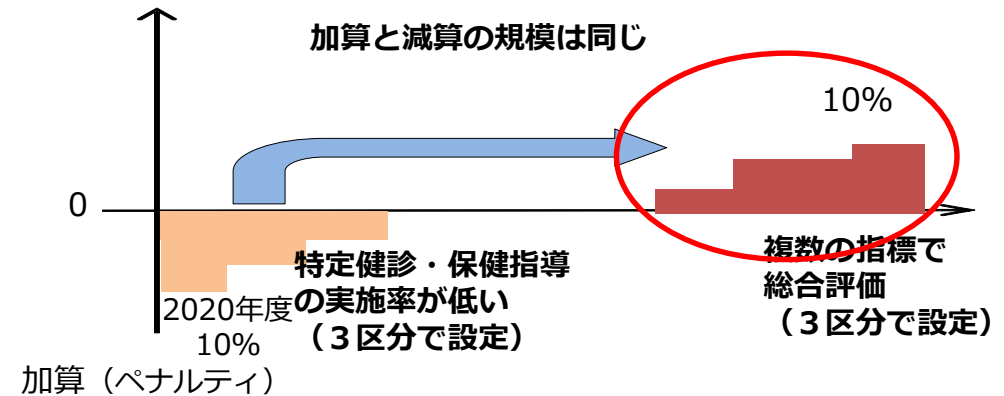 加算と減算の規模は同じ
10%
0
特定健診・保健指導
の実施率が低い
（３区分で設定）
2020年度
10%
複数の指標で
総合評価
（３区分で設定）
加算（ペナルティ）